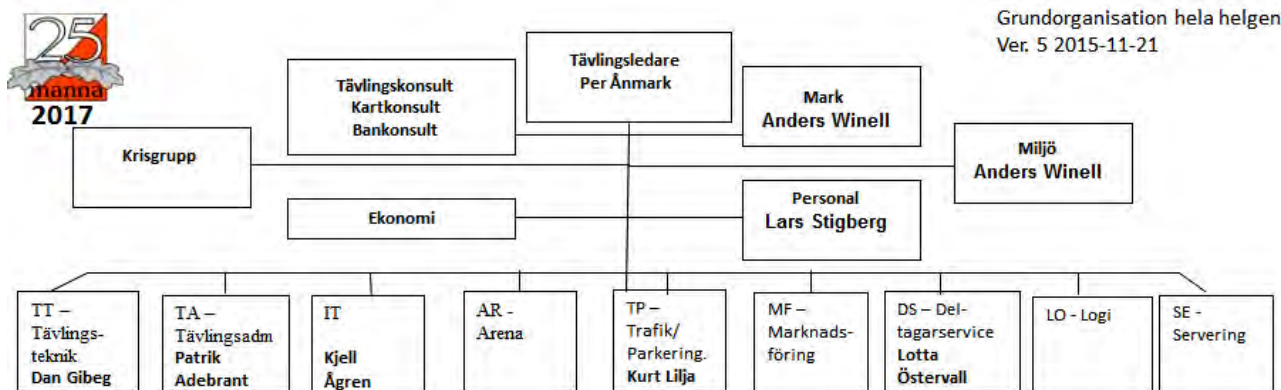 25
manna
2017
Grundorganisation hela helgen
Ver. 5 2015-11-21
Tävlingsledare
Per Ånmark
Tävlingskonsult
Kartkonsult
Bankonsult
Mark
Anders Winell
Krisgrupp
Miljö
Anders Winell
Ekonomi
Personal
Lars Stigberg
TT –
Tävlings-
teknik
Dan Gibeg
TA –
Tävlingsadm
Patrik
Adebrant
IT
Kjell
Ågren
AR -
Arena
TP –
Trafik/
Parkering.
Kurt Lilja
MF –
Marknads-
föring
DS – Del-
tagarservice
Lotta
Östervall
LO - Logi
SE -
Servering